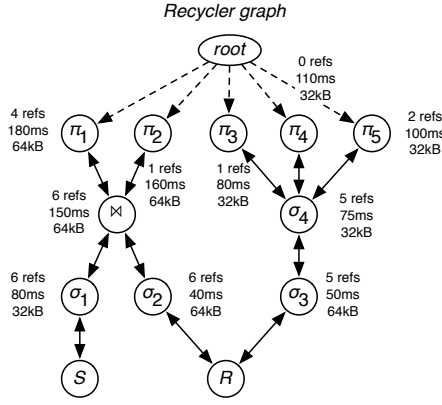 Recycler graph
root
0 refs
110ms
32kB
4 refs
180ms
64kB
π1
π2
π3
π4
π5
2 refs
100ms
32kB
1 refs
160ms
64kB
1 refs
80ms
32kB
6 refs
150ms
64kB
⋈
σ4
5 refs
75ms
32kB
6 refs
80ms
32kB
σ1
σ2
6 refs
40ms
64kB
σ3
5 refs
50ms
64kB
S
R